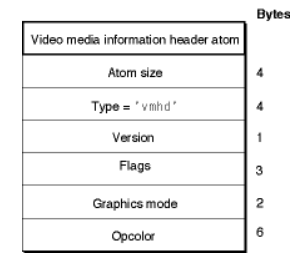 Bytes
Video media information header atom
Atom size 4
Type = 'vmhd' 4
Version 1
Flags 3
Graphics mode 2
Opcolor 6